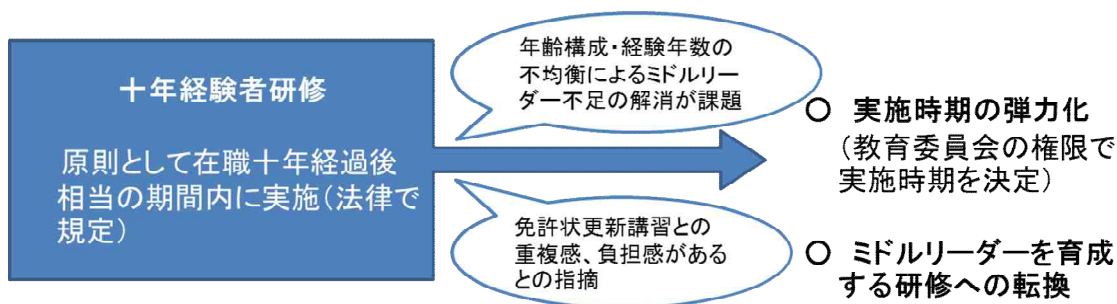 十年経験者研修
原則として在職十年経過後
相当の期間内に実施(法律で
規定)
年齢構成・経験年数の
不均衡によるミドルリー
ダー不足の解消が課題
免許状更新講習との
重複感、負担感がある
との指摘
○ 実施時期の弾力化
(教育委員会の権限で
実施時期を決定)
○ ミドルリーダーを育成
する研修への転換